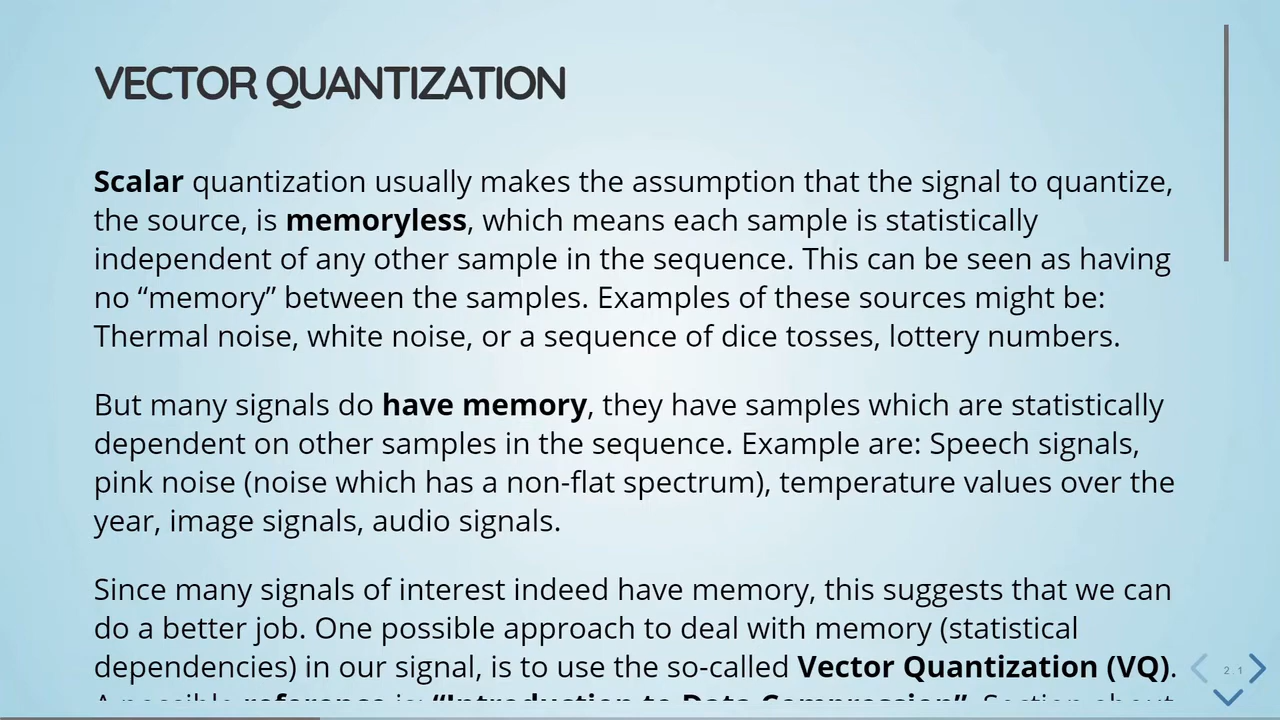 VECTOR QUANTIZATION
Scalar quantization usually makes the assumption that the signal to quantize,
the source, is memoryless, which means each sample is statistically
independent of any other sample in the sequence. This can be seen as having
no “memory” between the samples. Examples of these sources might be:
Thermal noise, white noise, or a sequence of dice tosses, lottery numbers.
But many signals do have memory, they have samples which are statistically
dependent on other samples in the sequence. Example are: Speech signals,
pink noise (noise which has a non-flat spectrum), temperature values over the
year, image signals, audio signals.
Since many signals of interest indeed have memory, this suggests that we can
do a better job. One possible approach to deal with memory (statistical
dependencies) in our signal, is to use the so-called Vector Quantization (VQ).
A possible reference is: “Introduction to Data Compression”, Section about
2.1